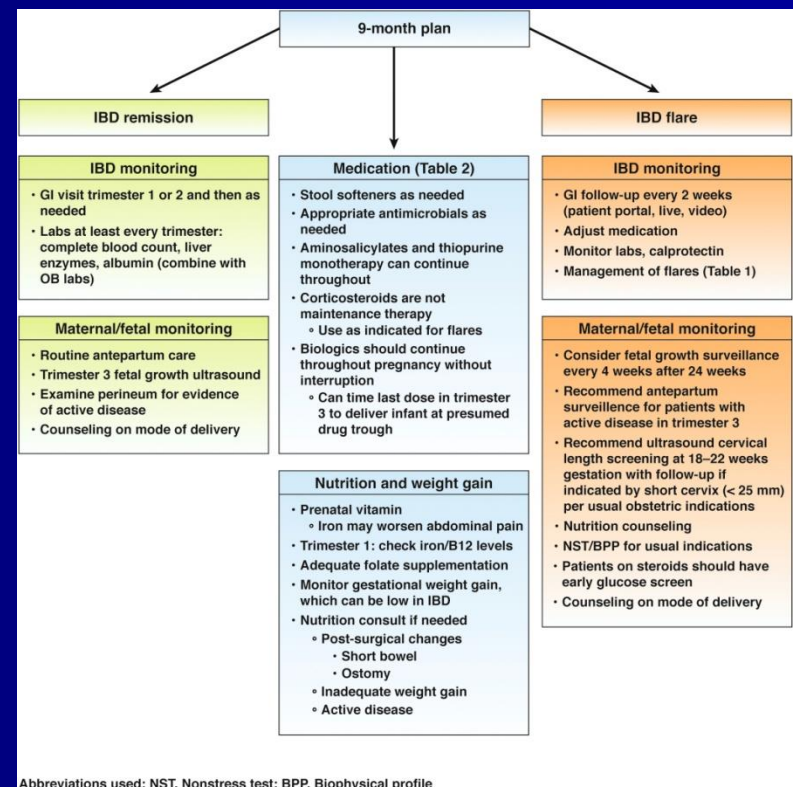 9-month plan
IBD remission
IBD monitoring
• GI visit trimester 1 or 2 and then as
needed
• Labs at least every trimester:
complete blood count, liver
enzymes, albumin (combine with
OB labs)
Maternal/fetal monitoring
• Routine antepartum care
• Trimester 3 fetal growth ultrasound
• Examine perineum for evidence
of active disease
• Counseling on mode of delivery
Medication (Table 2)
• Stool softeners as needed
• Appropriate antimicrobials as
needed
• Aminosalicylates and thiopurine
monotherapy can continue
throughout
• Corticosteroids are not
maintenance therapy
° Use as indicated for flares
• Biologics should continue
throughout pregnancy without
interruption
° Can time last dose in trimester
3 to deliver infant at presumed
drug trough
Nutrition and weight gain
• Prenatal vitamin
° Iron may worsen abdominal pain
• Trimester 1: check iron/B12 levels
• Adequate folate supplementation
• Monitor gestational weight gain,
which can be low in IBD
• Nutrition consult if needed
° Post-surgical changes
• Short bowel
• Ostomy
° Inadequate weight gain
° Active disease
IBD flare
IBD monitoring
• GI follow-up every 2 weeks
(patient portal, live, video)
• Adjust medication
• Monitor labs, calprotectin
• Management of flares (Table 1)
Maternal/fetal monitoring
• Consider fetal growth surveillance
every 4 weeks after 24 weeks
• Recommend antepartum
surveillence for patients with
active disease in trimester 3
• Recommend ultrasound cervical
length screening at 18–22 weeks
gestation with follow-up if
indicated by short cervix (< 25 mm)
per usual obstetric indications
• Nutrition counseling
• NST/BPP for usual indications
• Patients on steroids should have
early glucose screen
• Counseling on mode of delivery
Abbreviations used: NST, Nonstress test; BPP, Biophysical profile